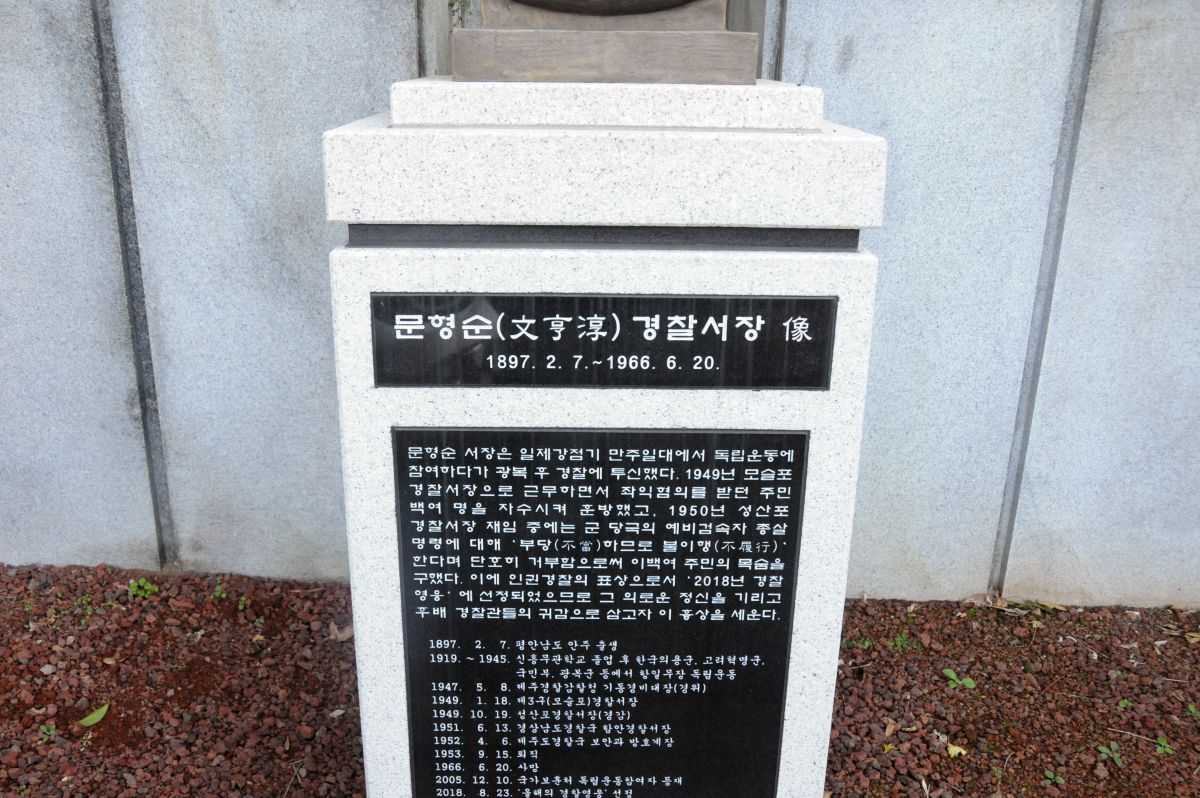 문형순(文亨淳) 경찰서장 像
1897. 2. 7.~1966. 6. 20.
문형순 서장은 일제강점기 만주일대에서 독립운동에
참여하다가 광복 후 경찰에 투신했다. 1949년 모슬포
경찰서장으로 근무하면서 좌익혐의를 받던 주민
백여 명을 자수시켜 훈방했고, 1950년 성산포
경찰서장 재임 중에는 군 당국의 예비검속자 총살
명령에 대해 '부당(不當)하므로 불이행(不履行)'
한다며 단호히 거부함으로써 이백여 주민의 목숨을
구했다. 이에 인권경찰의 표상으로서 '2018년 경찰
영웅' 에 선정되었으므로 그 의로운 정신을 기리고
후배 경찰관들의 귀감으로 삼고자 이 흉상을 세운다.
1897. 2. 7. 평안남도 안주 출생
1919. ~ 1945. 신흥무관학교 졸업 후 한국의용군, 고려혁명군,
국민부, 광복군 등에서 항일무장 독립운동
1947. 5. 8. 제주경찰감찰청 기동경비대장(경위)
1949. 1. 18. 제3구(모슬포)경찰서장
1949. 10. 19. 성산포경찰서장(경감)
1951. 6. 13. 경상남도경찰국 함안경찰서장
1952. 4. 6. 제주도경찰국 보안과 방호계장
1953. 9. 15. 퇴직
1966. 6. 20. 사망
2005. 12. 10. 국가보훈처 독립운동참여자 등재
2018. 8. 23. '올해의 경찰영웅' 선정